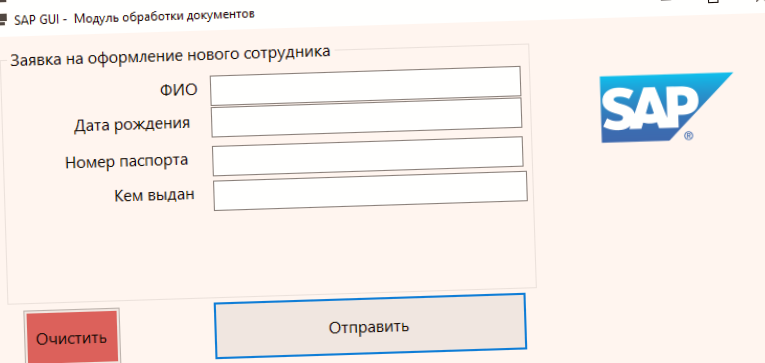 SAP GUI - Модуль обработки документов
Заявка на оформление нового сотрудника
ФИО
Дата рождения
Номер паспорта
Кем выдан
SAP ®
Очистить
Отправить